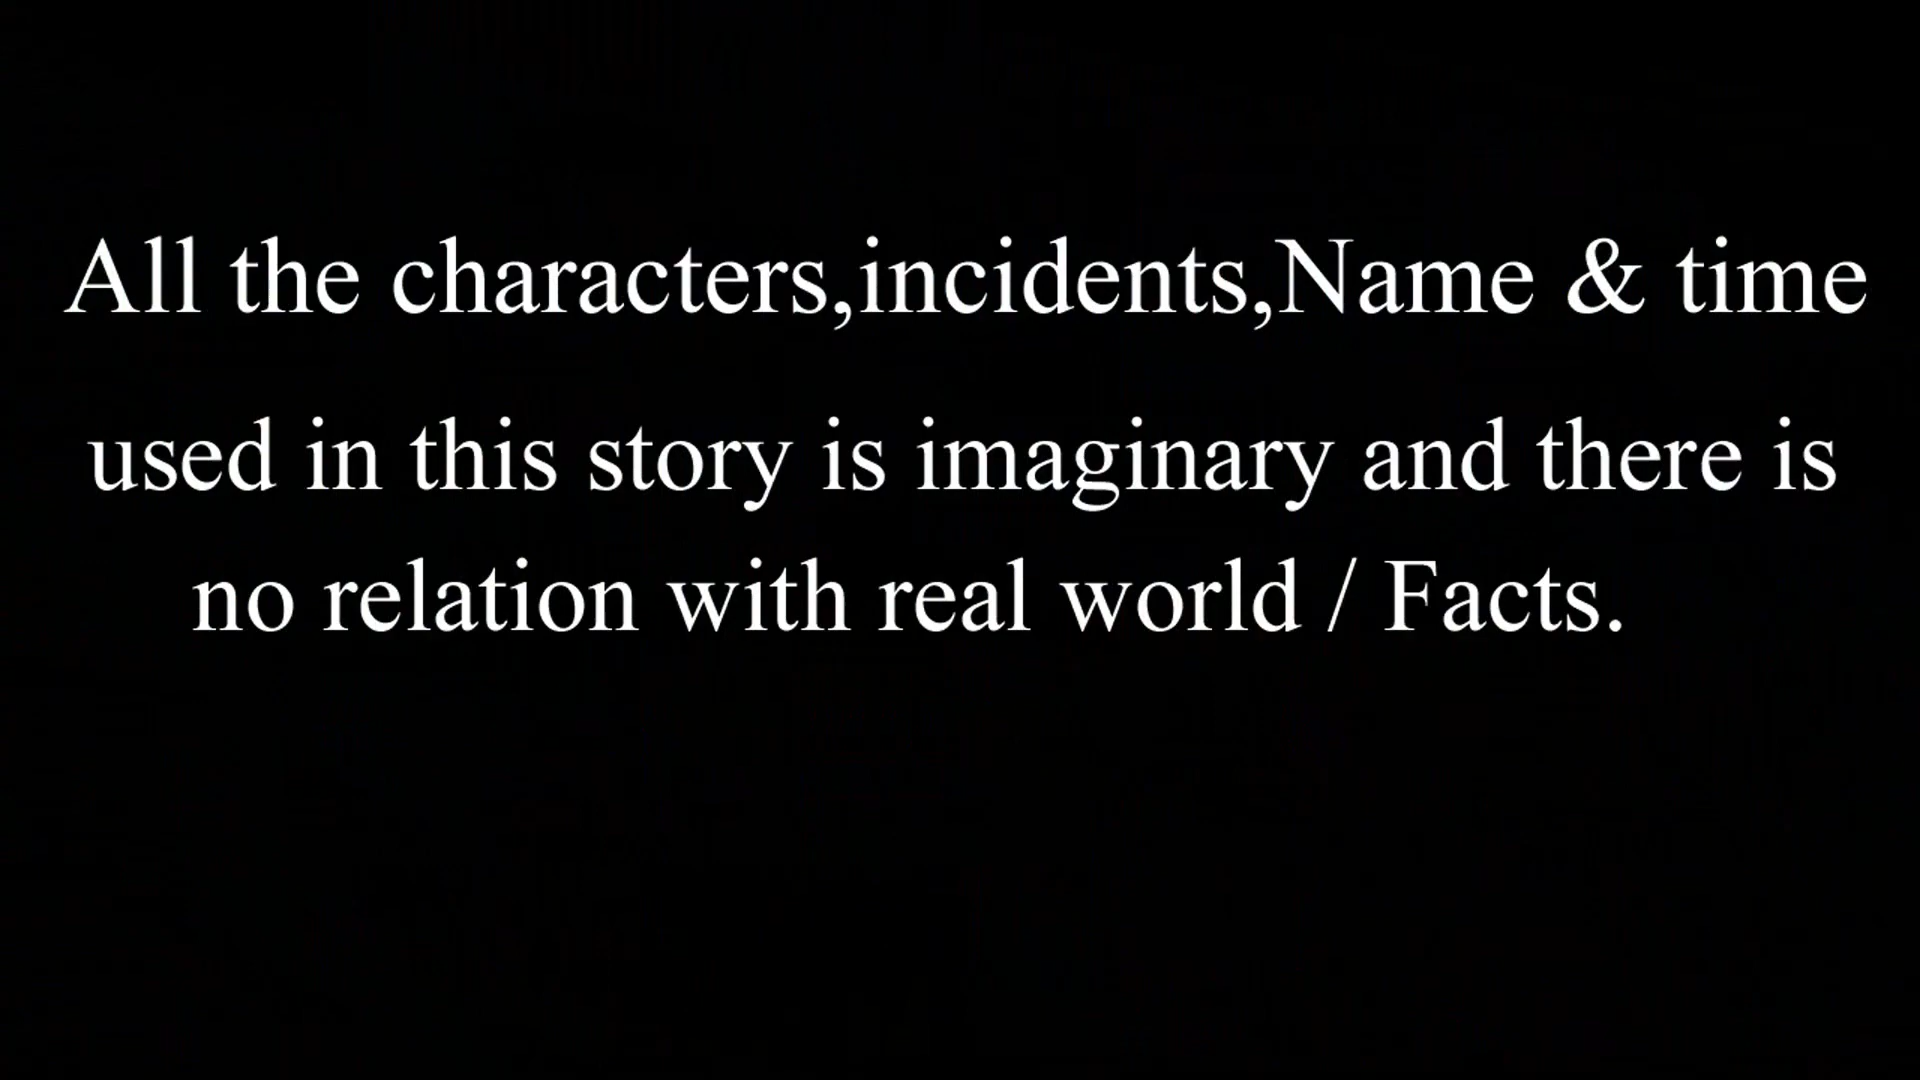 All the characters,incidents,Name & time
used in this story is imaginary and there is
no relation with real world / Facts.